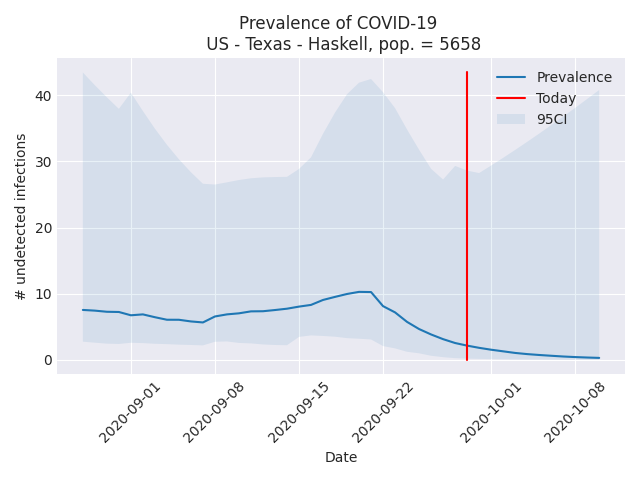 Prevalence of COVID-19
US - Texas - Haskell, pop. = 5658
Prevalence
Today
95CI
# undetected infections
40
30
20
10
0
2020-09-01
2020-09-08
2020-09-15
2020-09-22
2020-10-01
2020-10-08
Date